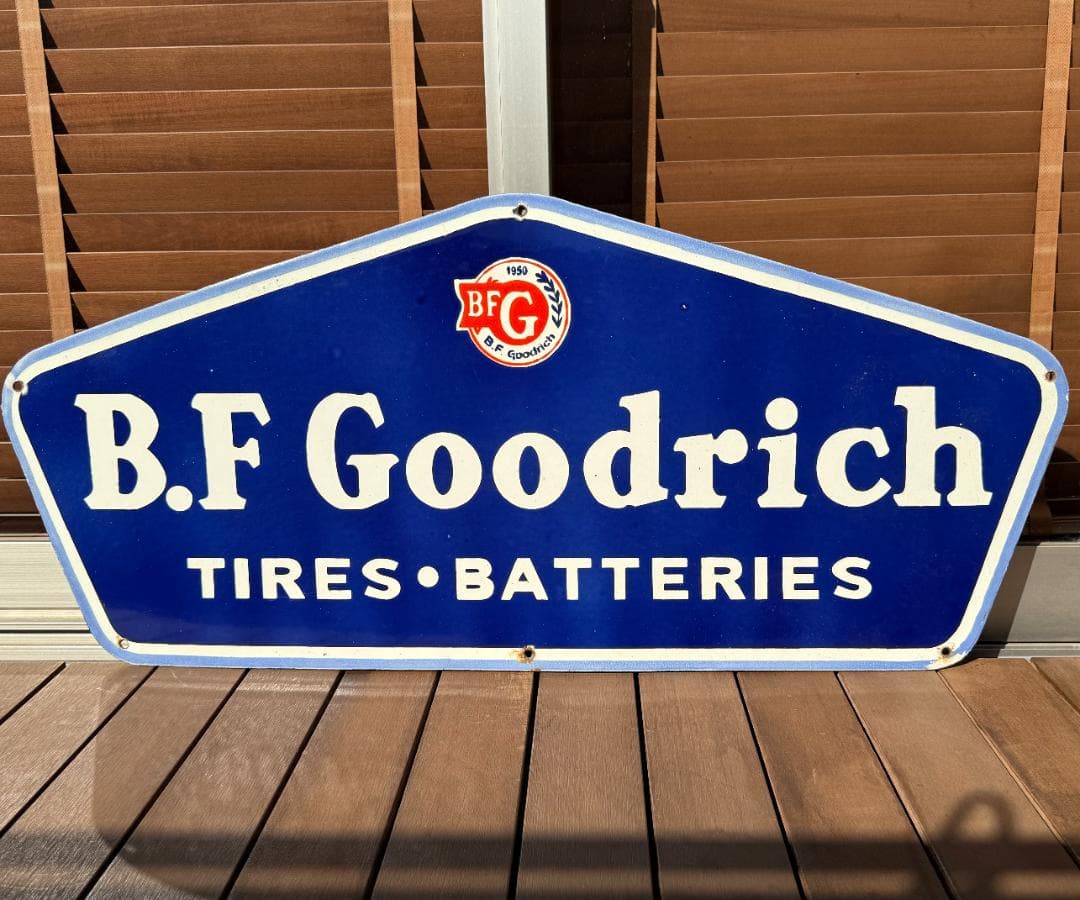 1950
BFG
B.F. Goodrich
B.F Goodrich
TIRES•BATTERIES